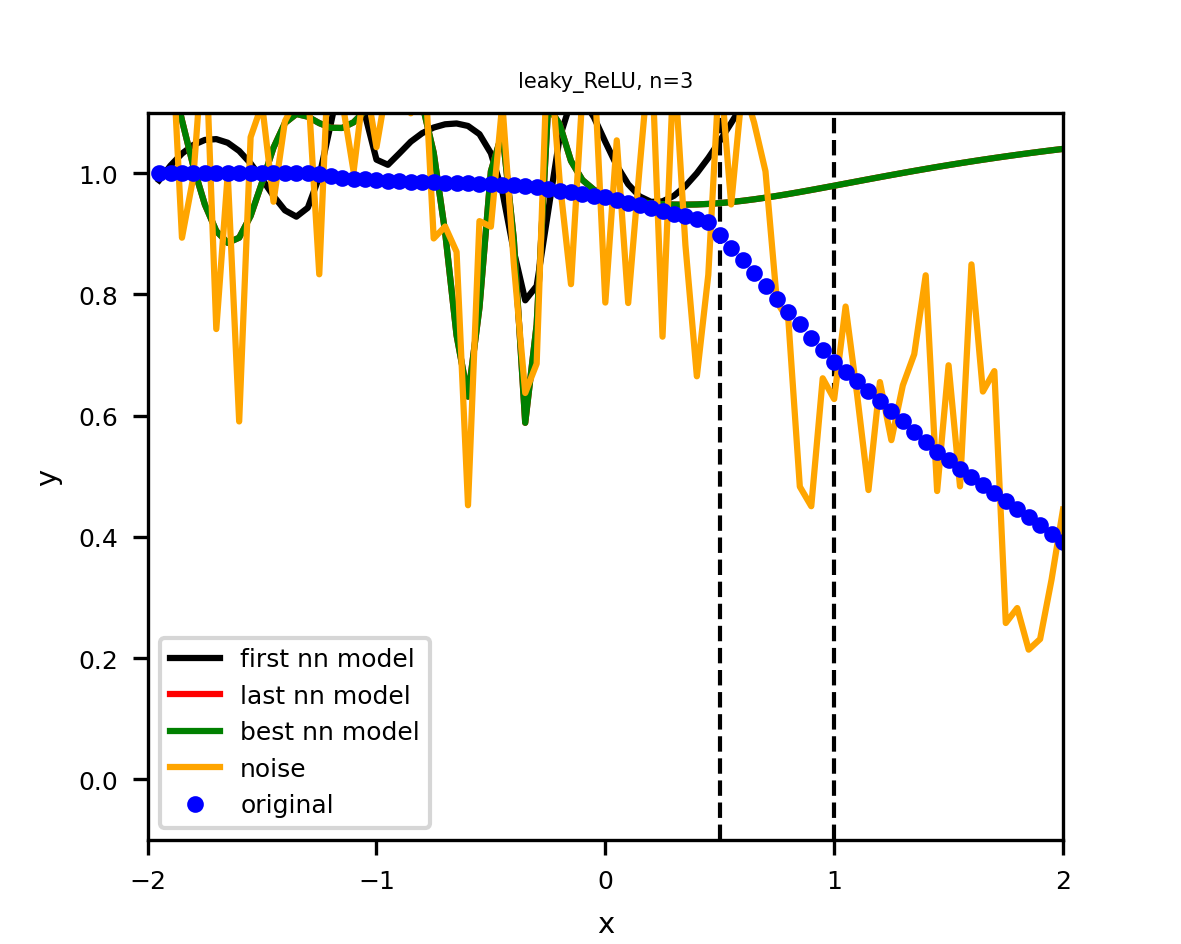 leaky_ReLU, n=3
y
1.0
0.8
0.6
0.4
0.2
0.0
first nn model
last nn model
best nn model
noise
original
−2
−1
0
1
2
x